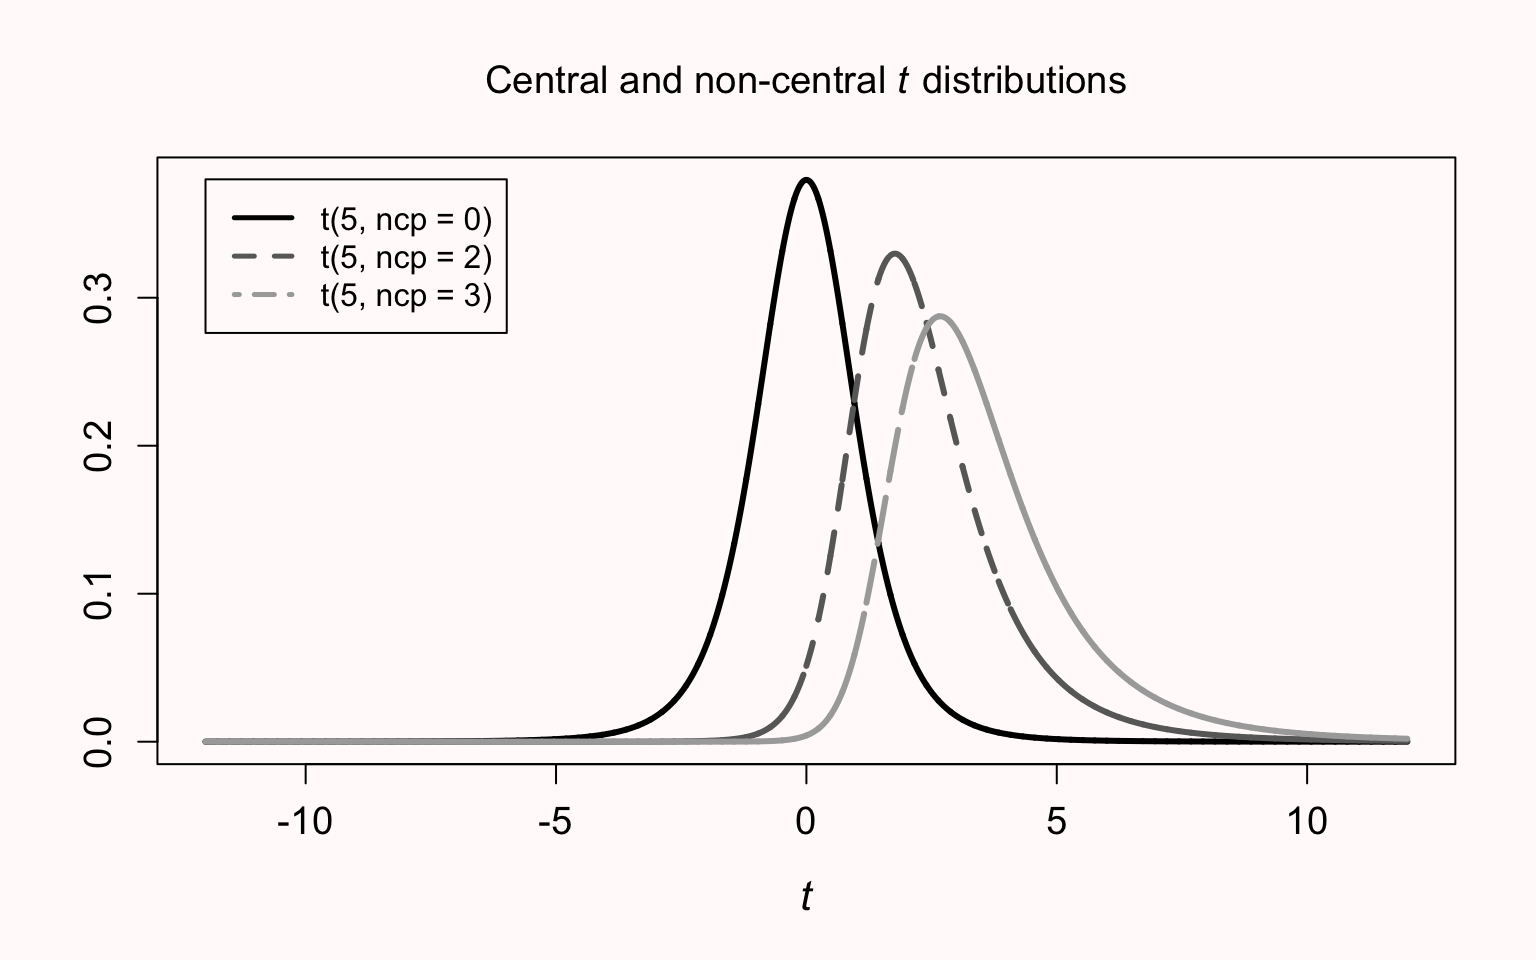 Central and non-central t distributions
t(5, ncp = 0)
t(5, ncp = 2)
t(5, ncp = 3)
0.3
0.2
0.1
0.0
-10 -5 0 5 10
t